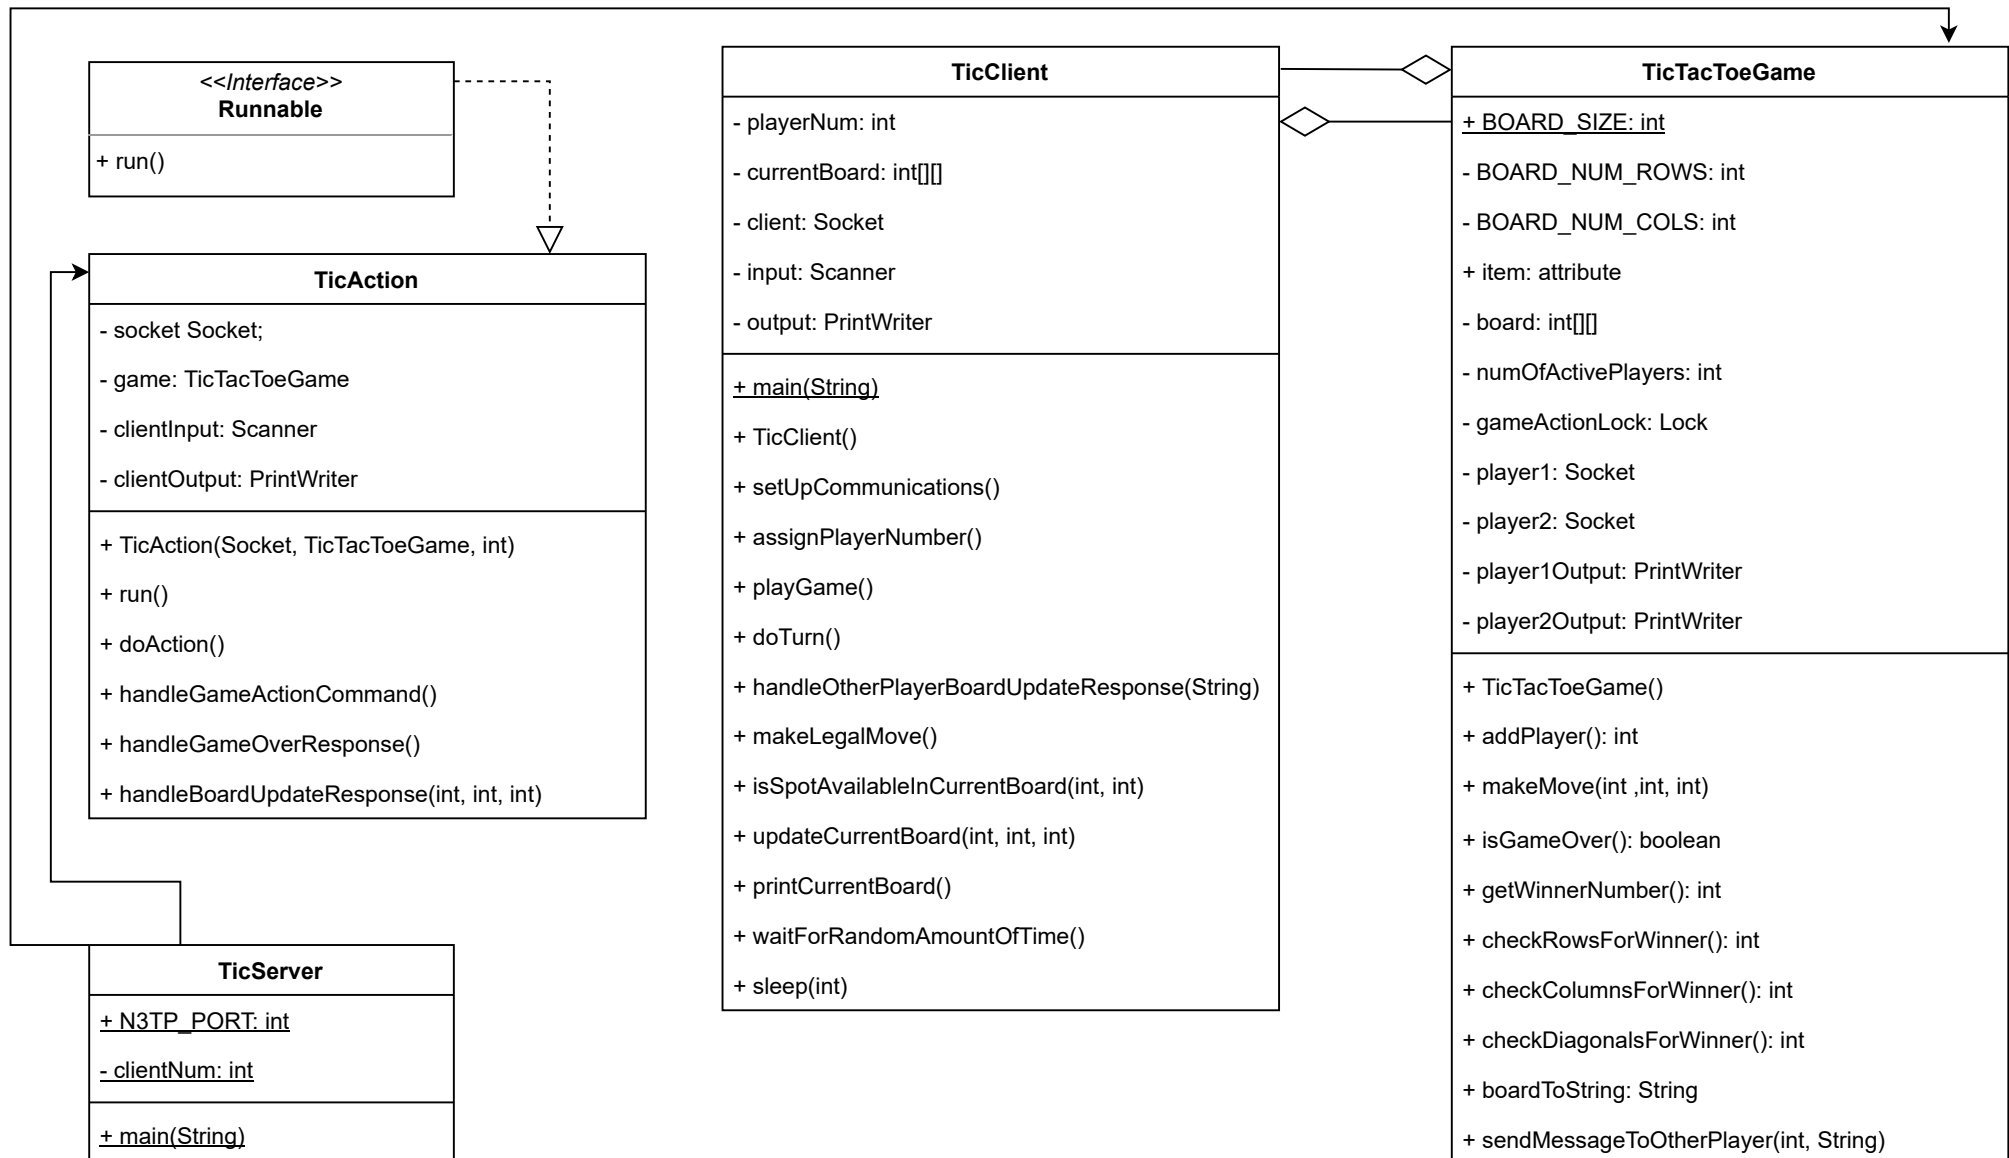 <<Interface>>
Runnable
+ run()
TicAction
- socket Socket;
- game: TicTacToeGame
- clientInput: Scanner
- clientOutput: PrintWriter
+ TicAction(Socket, TicTacToeGame, int)
+ run()
+ doAction()
+ handleGameActionCommand()
+ handleGameOverResponse()
+ handleBoardUpdateResponse(int, int, int)
TicServer
+ N3TP_PORT: int
- clientNum: int
+ main(String)
TicClient
- playerNum: int
- currentBoard: int[][]
- client: Socket
- input: Scanner
- output: PrintWriter
+ main(String)
+ TicClient()
+ setUpCommunications()
+ assignPlayerNumber()
+ playGame()
+ doTurn()
+ handleOtherPlayerBoardUpdateResponse(String)
+ makeLegalMove()
+ isSpotAvailableInCurrentBoard(int, int)
+ updateCurrentBoard(int, int, int)
+ printCurrentBoard()
+ waitForRandomAmountOfTime()
+ sleep(int)
TicTacToeGame
+ BOARD_SIZE: int
- BOARD_NUM_ROWS: int
- BOARD_NUM_COLS: int
+ item: attribute
- board: int[][]
- numOfActivePlayers: int
- gameActionLock: Lock
- player1: Socket
- player2: Socket
- player1Output: PrintWriter
- player2Output: PrintWriter
+ TicTacToeGame()
+ addPlayer(): int
+ makeMove(int ,int, int)
+ isGameOver(): boolean
+ getWinnerNumber(): int
+ checkRowsForWinner(): int
+ checkColumnsForWinner(): int
+ checkDiagonalsForWinner(): int
+ boardToString: String
+ sendMessageToOtherPlayer(int, String)